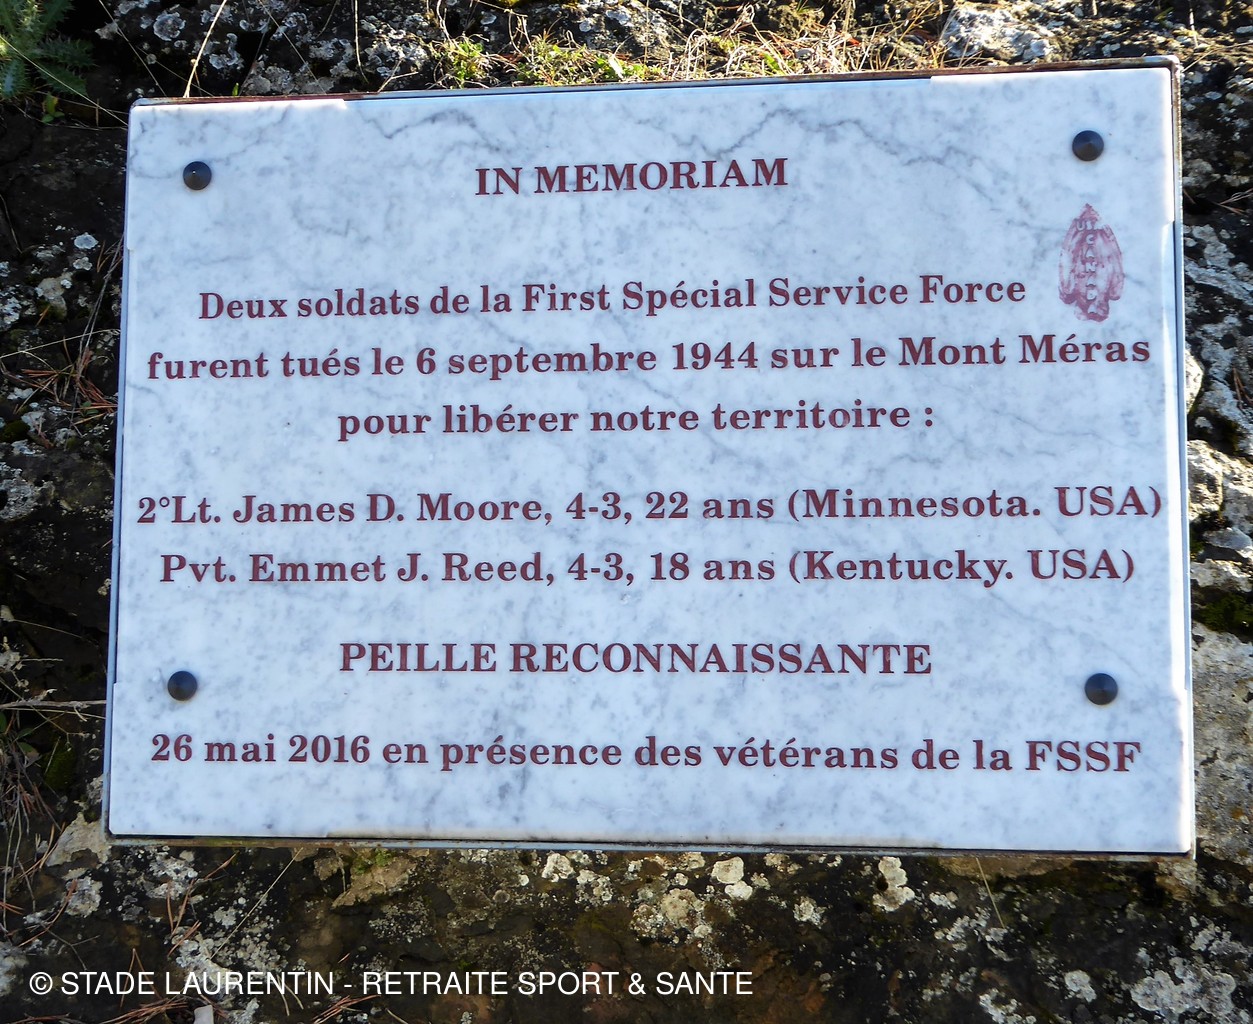 IN MEMORIAM
USA
CANADA
Deux soldats de la First Spécial Service Force
furent tués le 6 septembre 1944 sur le Mont Méras
pour libérer notre territoire :
2°Lt. James D. Moore, 4-3, 22 ans (Minnesota. USA)
Pvt. Emmet J. Reed, 4-3, 18 ans (Kentucky. USA)
PEILLE RECONNAISSANTE
26 mai 2016 en présence des vétérans de la FSSF
© STADE LAURENTIN - RETRAITE SPORT & SANTE